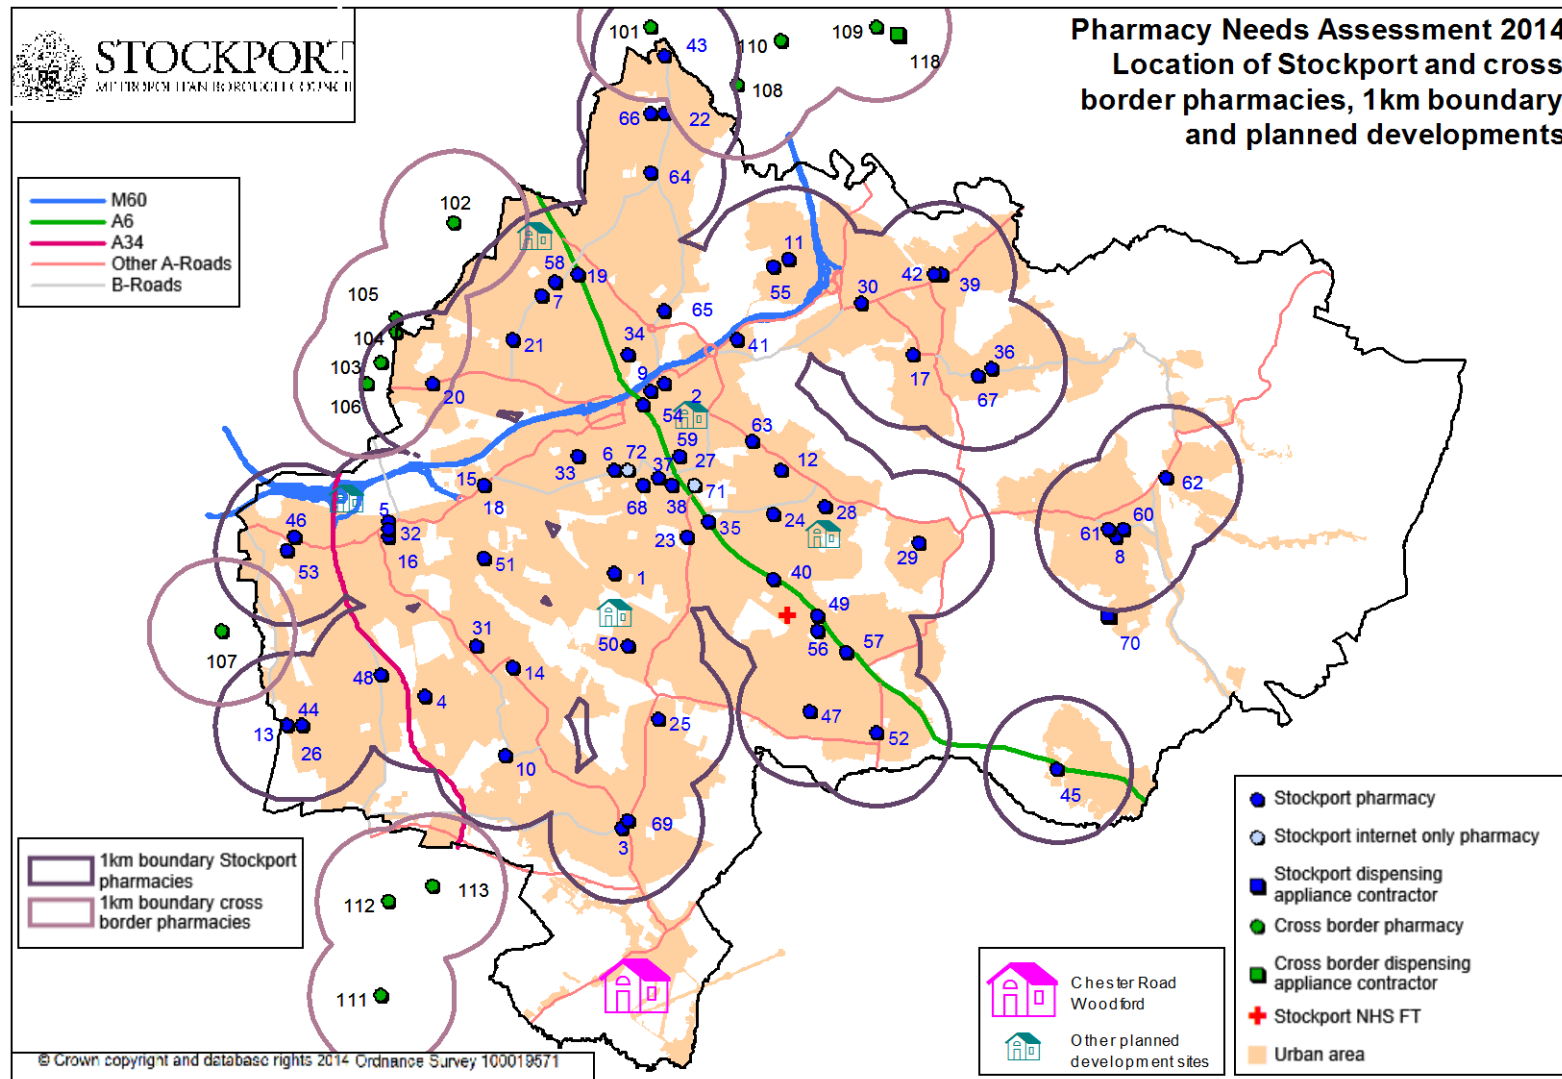 STOCKPORT
METROPOLITAN BOROUGH COUNCIL
Pharmacy Needs Assessment 2014
Location of Stockport and cross
border pharmacies, 1km boundary
and planned developments
M60
A6
A34
Other A-Roads
B-Roads
101
43
110
109
118
108
66
22
64
102
11
58
19
55
42
39
7
30
105
65
104
34
21
41
103
36
17
9
67
20
2
106
54
63
59
6
72
27
12
33
37
15
62
18
68
38
71
28
5
24
46
35
60
32
61
23
29
8
16
53
51
1
40
49
31
50
56
57
70
107
14
48
4
44
25
47
13
26
52
10
45
69
3
113
112
111
1km boundary Stockport
pharmacies
1km boundary cross
border pharmacies
Chester Road
Woodford
Other planned
development sites
Stockport pharmacy
Stockport internet only pharmacy
Stockport dispensing
appliance contractor
Cross border pharmacy
Cross border dispensing
appliance contractor
Stockport NHS FT
Urban area
© Crown copyright and database rights 2014 Ordnance Survey 100019571